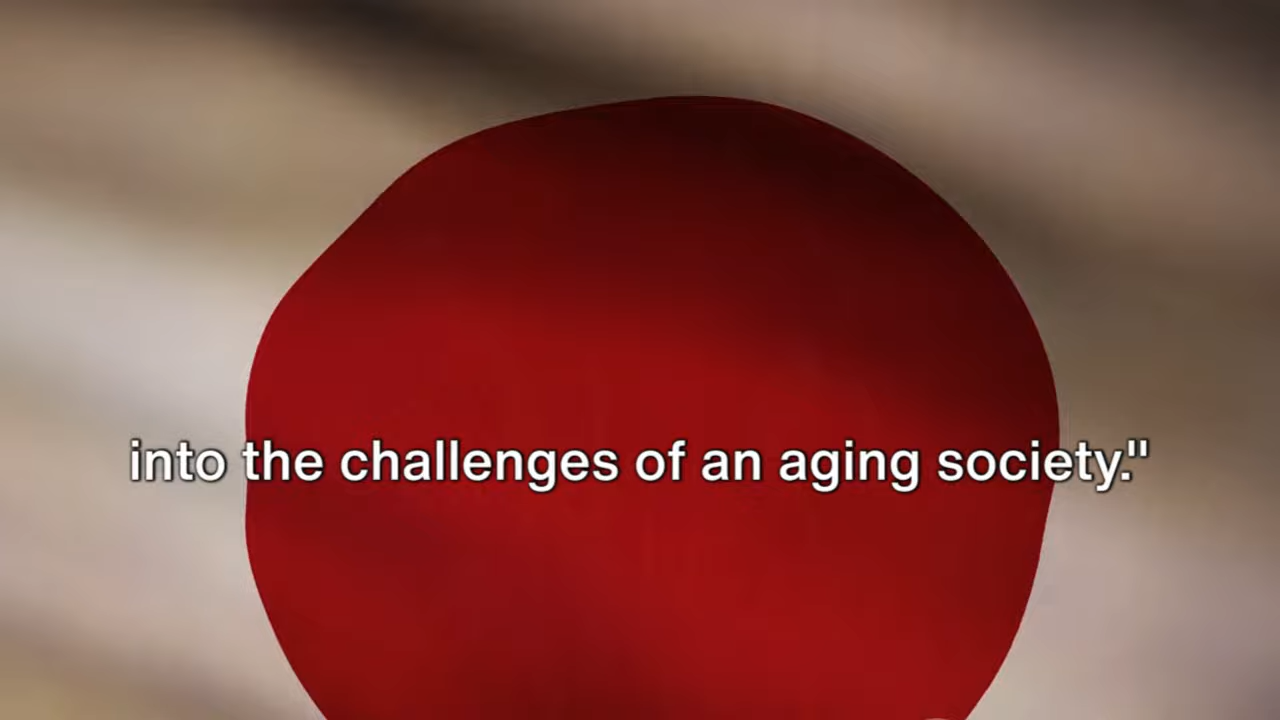 into the challenges of an aging society."